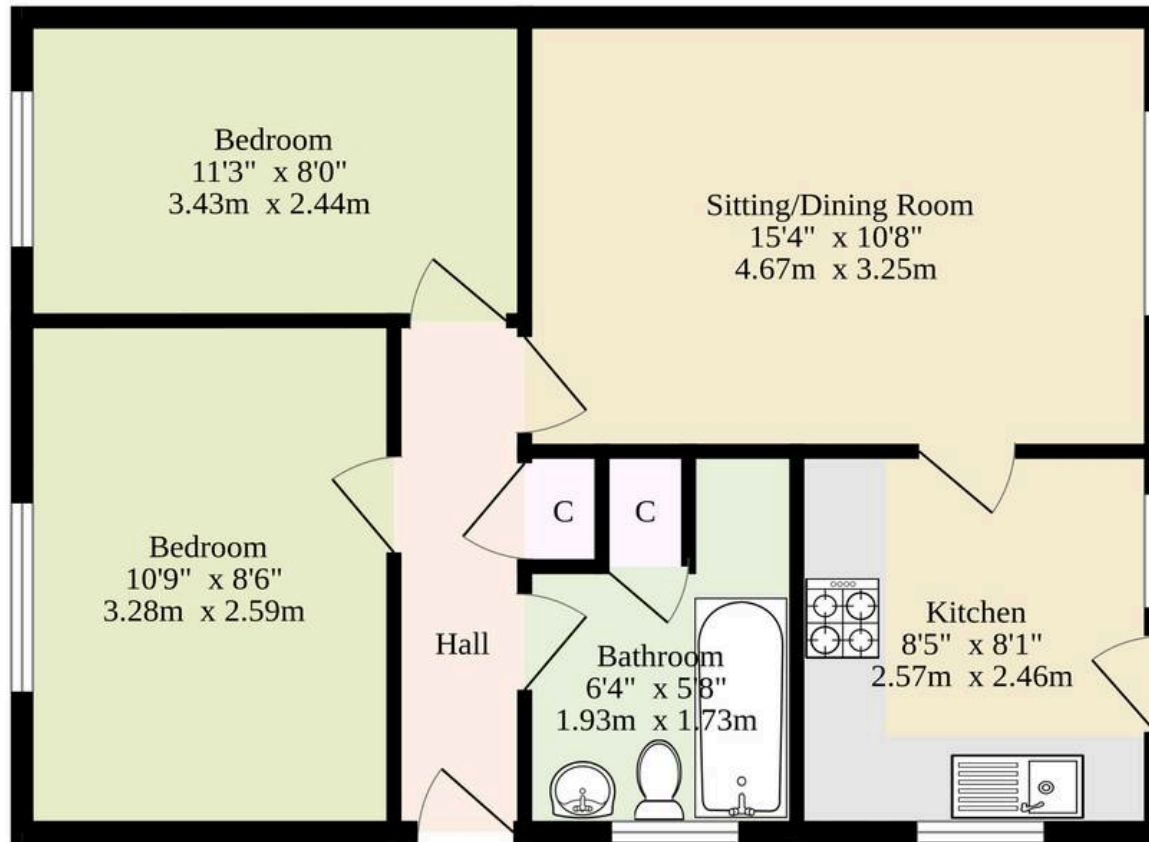 Bedroom
11'3" x 8'0"
3.43m x 2.44m
Sitting/Dining Room
15'4" x 10'8"
4.67m x 3.25m
C
C
Bedroom
10'9" x 8'6"
3.28m x 2.59m
Hall
Bathroom
6'4" x 5'8"
1.93m x 1.73m
Kitchen
8'5" x 8'1"
2.57m x 2.46m